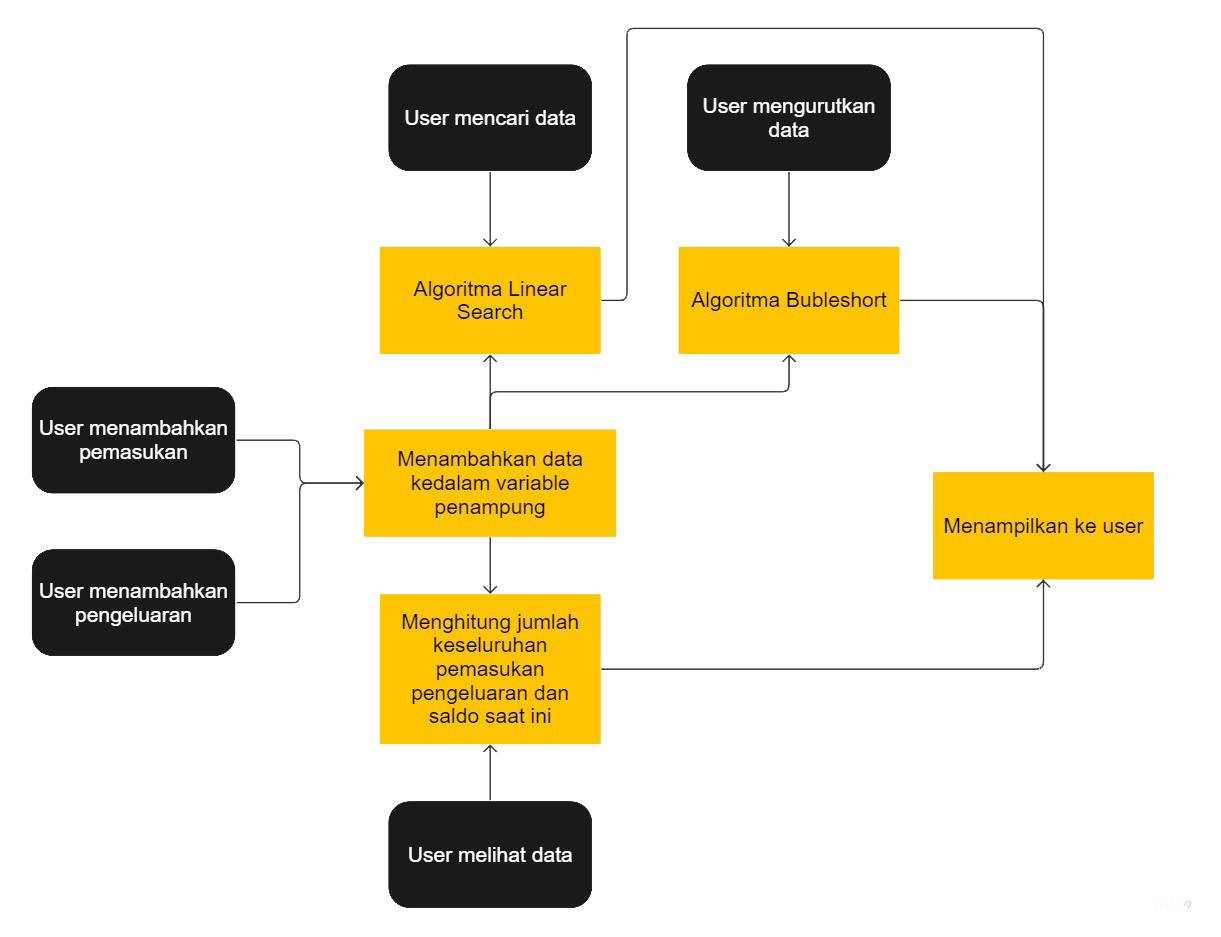 User mencari data
User mengurutkan
data
Algoritma Linear
Search
Algoritma Bubleshort
User menambahkan
pemasukan
Menambahkan data
kedalam variable
penampung
Menampilkan ke user
User menambahkan
pengeluaran
Menghitung jumlah
keseluruhan
pemasukan
pengeluaran dan
saldo saat ini
User melihat data